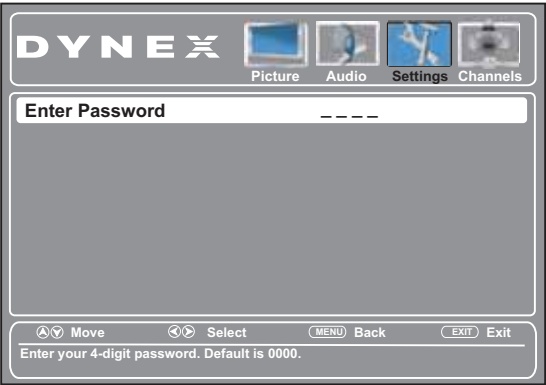 DYNEX
Picture Audio Settings Channels
Enter Password _ _ _ _
Move Select MENU Back EXIT Exit
Enter your 4-digit password. Default is 0000.